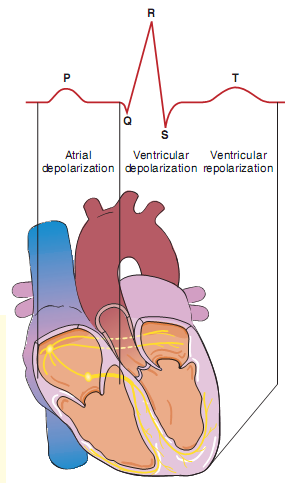 R
P
T
Q
S
Atrial
depolarization
Ventricular
depolarization
Ventricular
repolarization